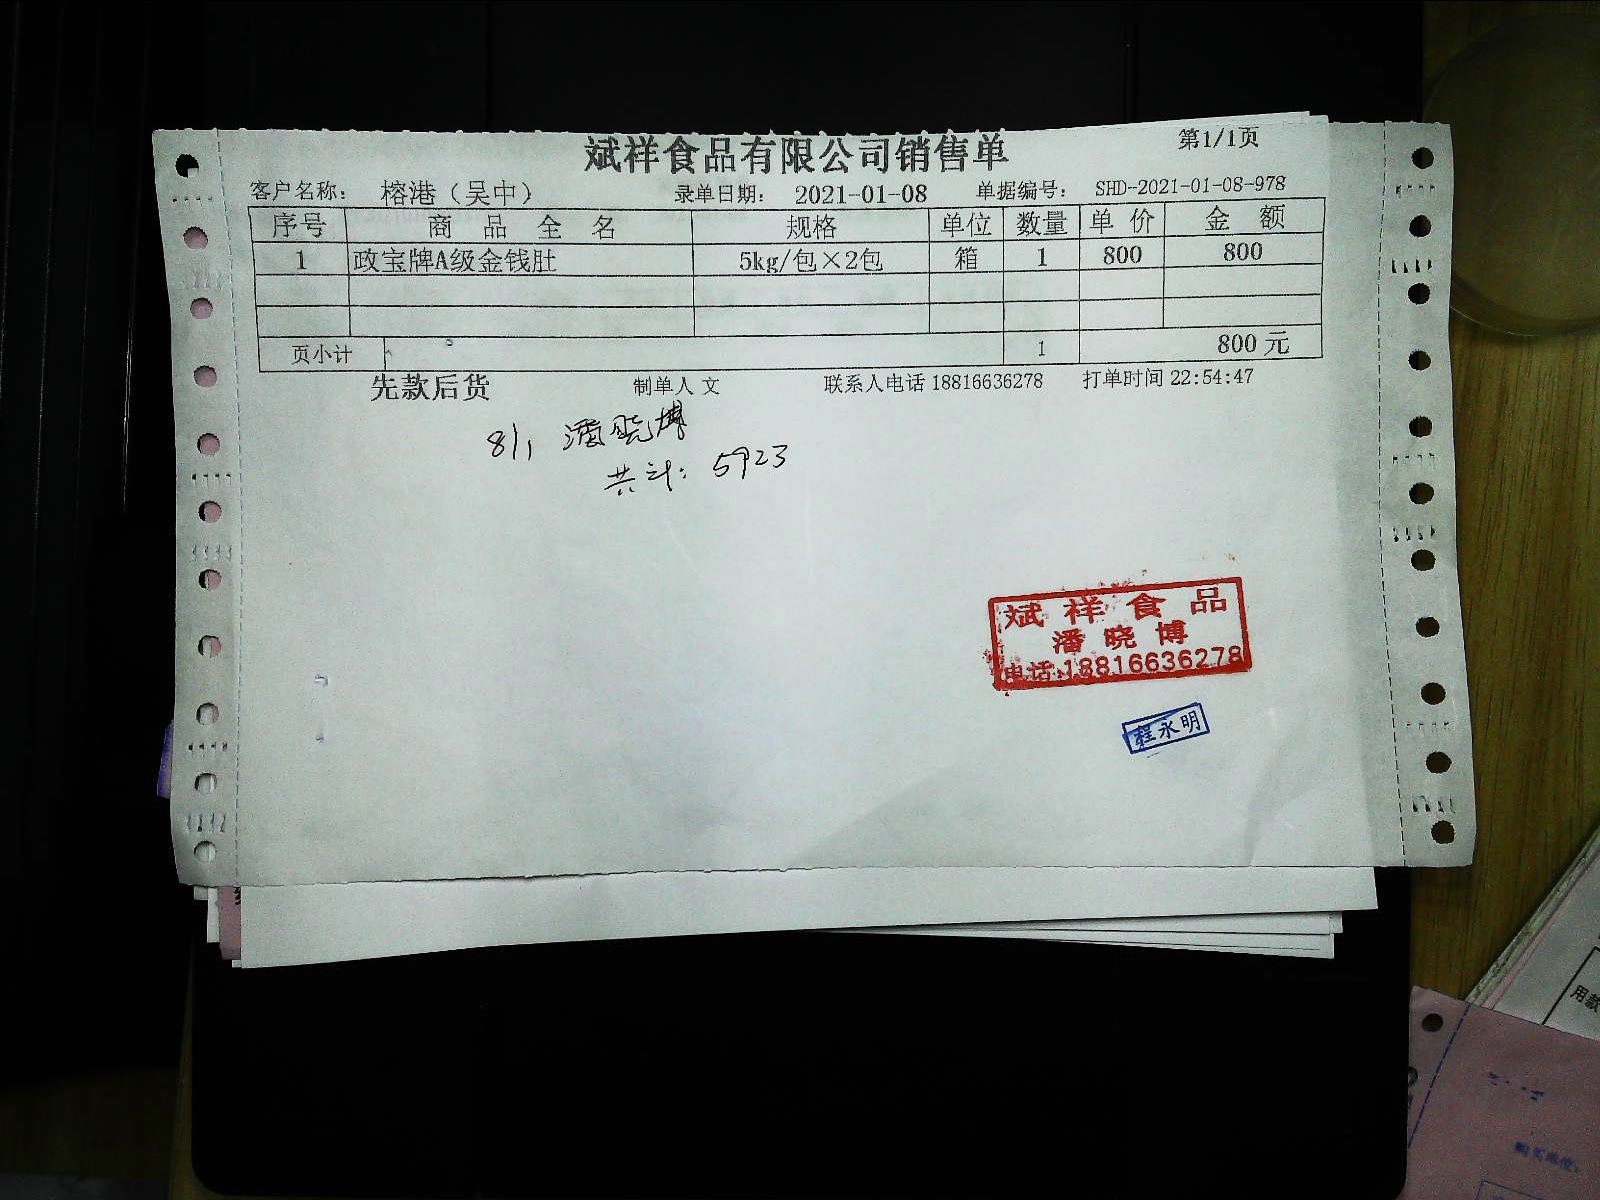 斌祥食品有限公司销售单
第1/1页
客户名称： 榕港（吴中） 录单日期： 2021-01-08 单据编号： SHD-2021-01-08-978
序号 商品全名 规格 单位 数量 单价 金额
1 政宝牌A级金钱肚 5kg/包×2包 箱 1 800 800
页小计 1 800元
先款后货 制单人 文 联系人电话 18816636278 打单时间 22:54:47
潘晓博
共计: 5923
斌祥食品
潘晓博
电话:18816636278
程永明
用款
购买单位: